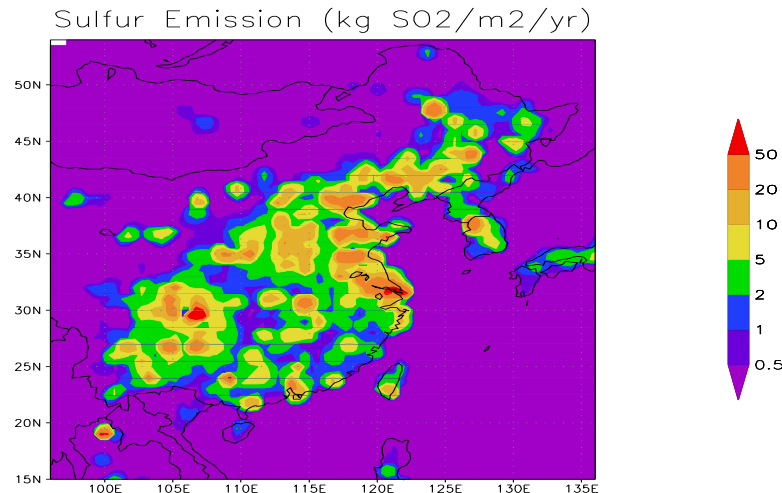 Sulfur Emission (kg SO2/m2/yr)
50N
45N
40N
35N
30N
25N
20N
15N
100E 105E 110E 115E 120E 125E 130E 135E
50
20
10
5
2
1
0.5